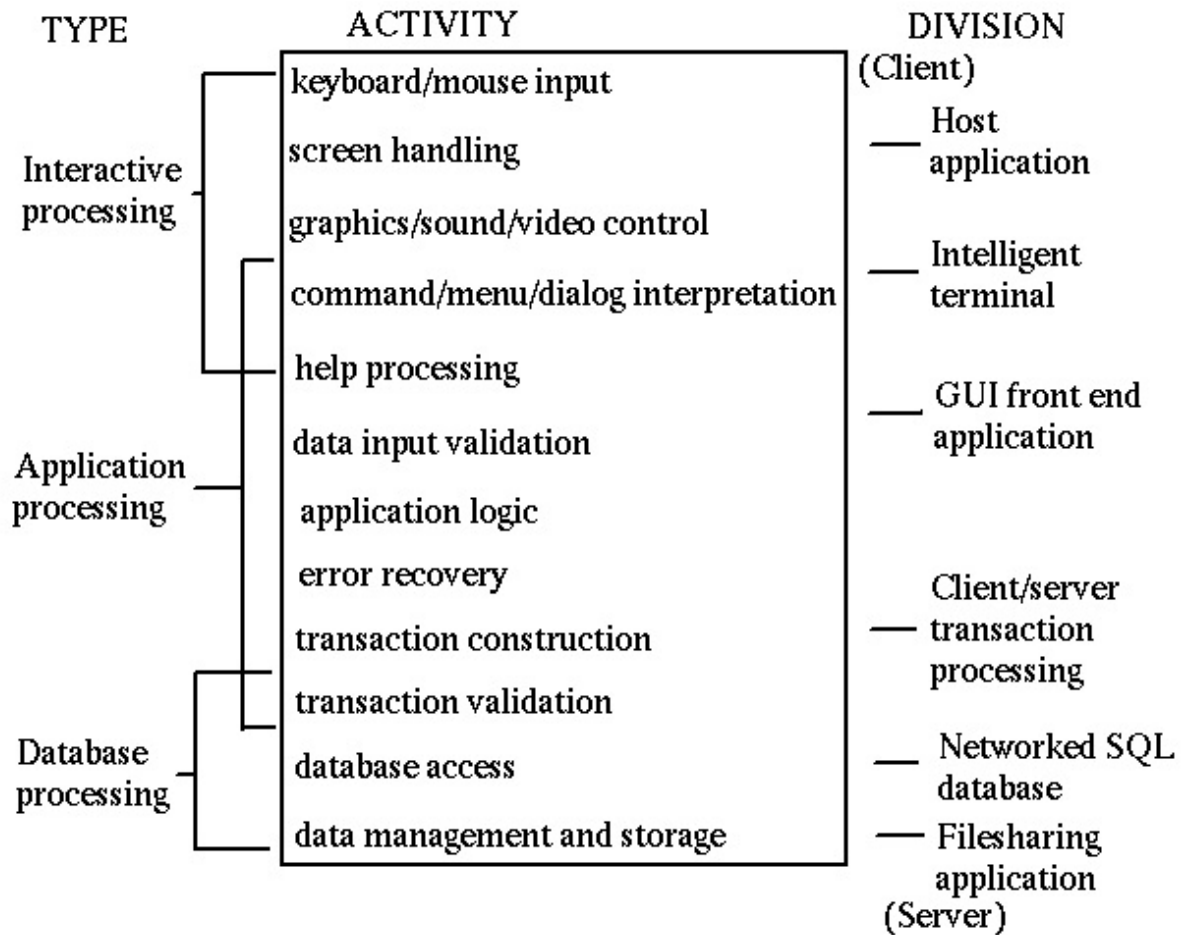 TYPE
ACTIVITY
DIVISION
(Client)
Interactive
processing
Application
processing
Database
processing
keyboard/mouse input
screen handling
graphics/sound/video control
command/menu/dialog interpretation
help processing
data input validation
application logic
error recovery
transaction construction
transaction validation
database access
data management and storage
Host
application
Intelligent
terminal
GUI front end
application
Client/server
transaction
processing
Networked SQL
database
Filesharing
application
(Server)